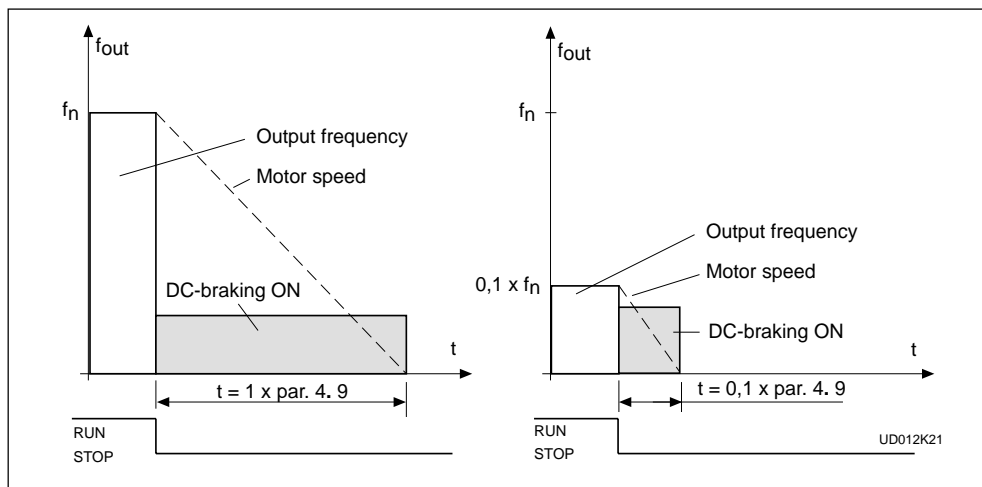 fout
fn
Output frequency
Motor speed
DC-braking ON
t
t = 1 x par. 4. 9
RUN
STOP
fout
fn
Output frequency
Motor speed
0,1 x fn
DC-braking ON
t
t = 0,1 x par. 4. 9
RUN
STOP
UD012K21